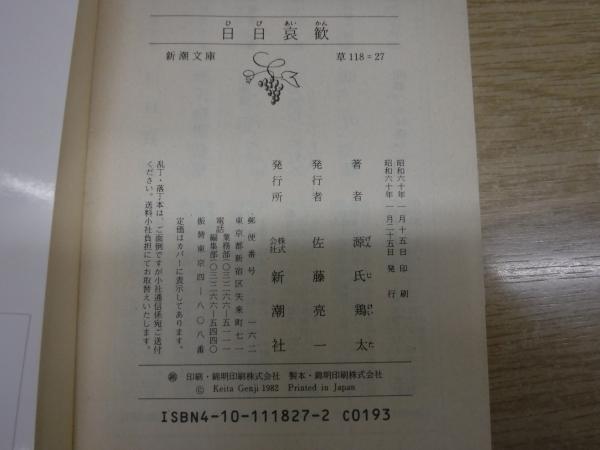 ひびあいかん
日日哀歓
新潮文庫
草118=27
昭和六十年一月十五日印刷
昭和六十年一月二十五日発行
著者 源氏鶏太
げんじけいた
発行者 佐藤亮一
発行所 株式会社 新潮社
郵便番号 一六二
東京都新宿区矢来町七一
業務部(〇三)二六六―五一一一
電話
編集部(〇三)二六六―五四四〇
振替東京四―八〇八番
定価はカバーに表示してあります。
乱丁・落丁本は、ご面倒ですが小社通信係宛ご送付
ください。送料小社負担にてお取替えいたします。
印刷・錦明印刷株式会社 製本・錦明印刷株式会社
© Keita Genji 1982 Printed in Japan
ISBN4-10-111827-2 C0193